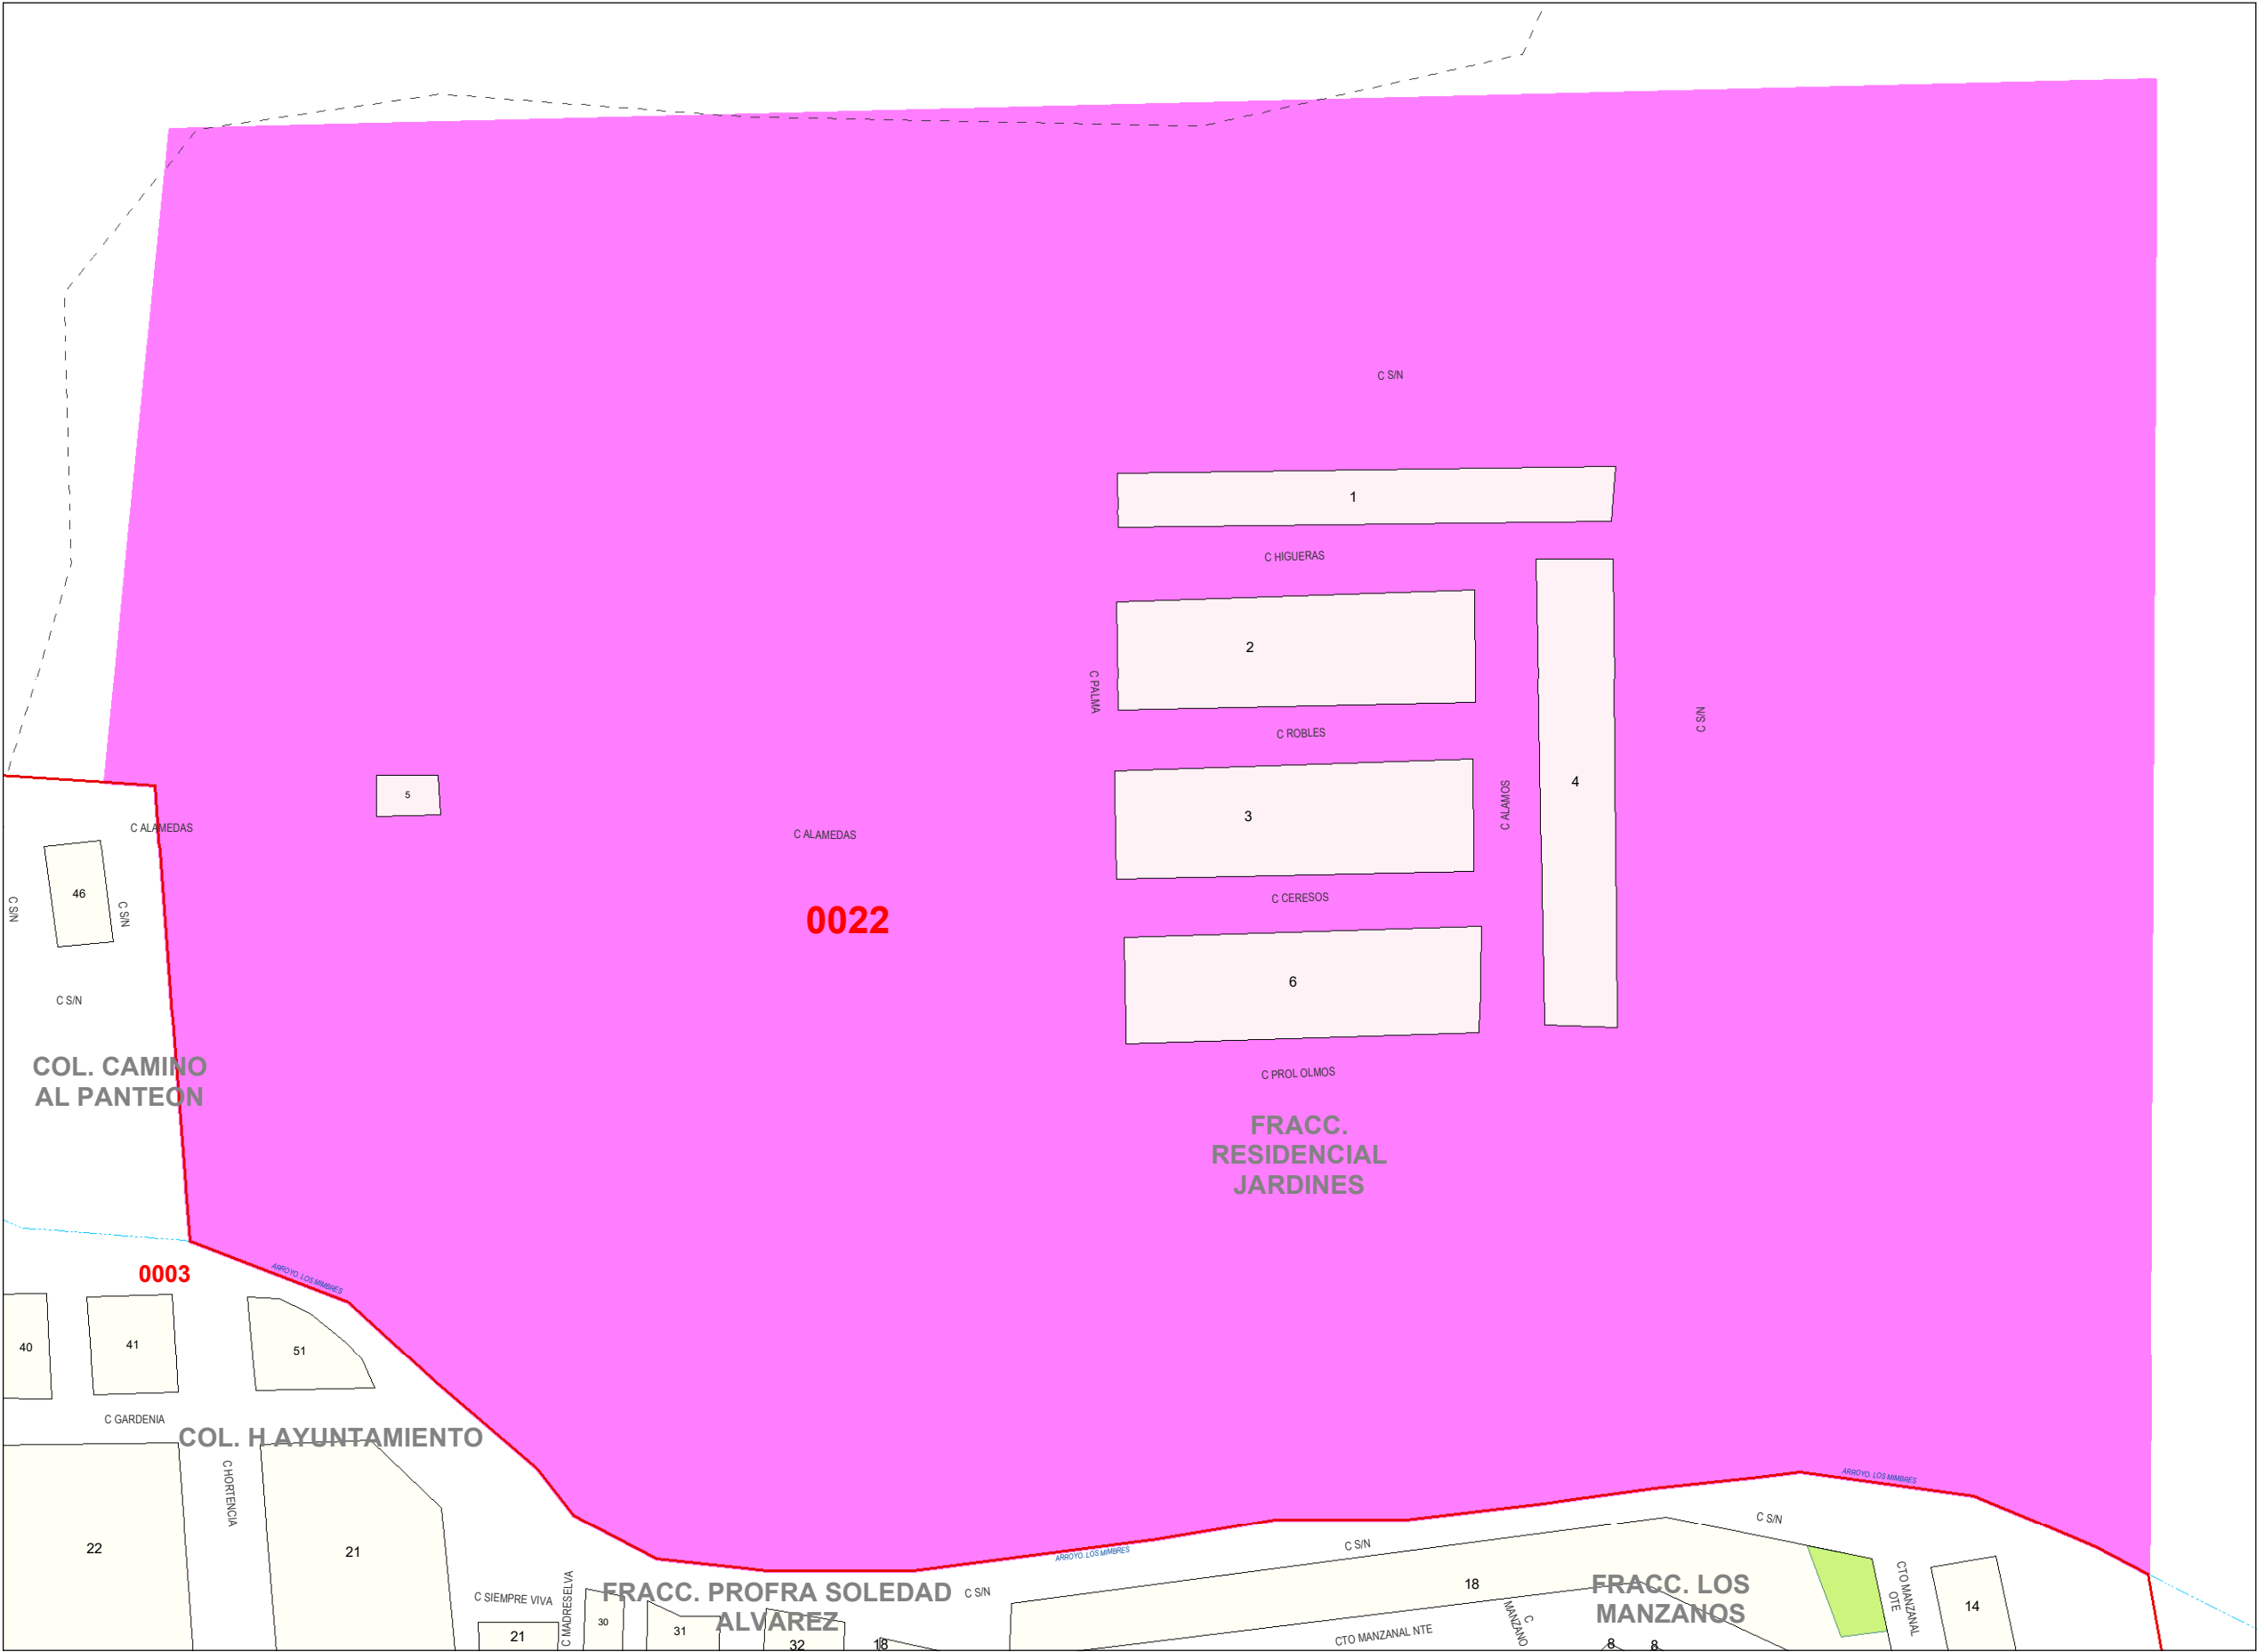 C S/N
1
C HIGUERAS
2
C PALMA
C ROBLES
C S/N
4
5
3
C ALAMOS
C ALAMEDAS
C ALAMEDAS
46
C S/N
C S/N
C CERESOS
0022
6
C S/N
COL. CAMINO
AL PANTEON
C PROL OLMOS
FRACC.
RESIDENCIAL
JARDINES
0003
ARROYO. LOS MIMBRES
40
41
51
C GARDENIA
COL. H AYUNTAMIENTO
C HORTENCIA
22
21
ARROYO. LOS MIMBRES
C S/N
C S/N
ARROYO. LOS MIMBRES
C SIEMPRE VIVA
C MADRESELVA
FRACC. PROFRA SOLEDAD
ALVAREZ
C S/N
18
FRACC. LOS
MANZANOS
CTO MANZANAL
OTE
14
30
31
32
21
18
C
MANZANO
CTO MANZANAL NTE
8
8